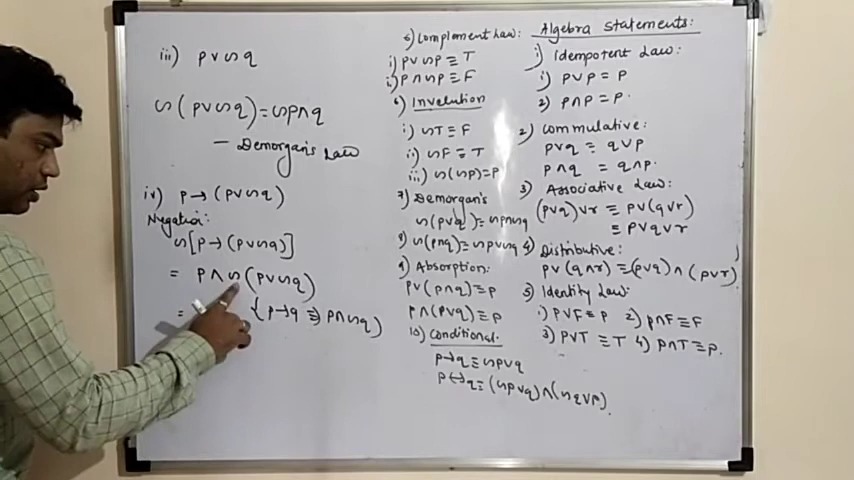 iii) p∨∽q
∽(p∨∽q)=∽p∧q
- Demorgan's Law
iv) p→(p∨∽q)
Negation:
∽[p→(p∨∽q)]
= p∧∽(p∨∽q)
= {p→q ≡ p∧∽q}
5) Complement Law:
i) p∨∽p ≡ T
ii) p∧∽p ≡ F
6) Involution
i) ∽T ≡ F
ii) ∽F ≡ T
iii) ∽(∽p)=p
7) Demorgan's
∽(p∨q)≡∽p∧∽q
8) ∽(p∧q)≡∽p∨∽q
9) Absorption:
p∨(p∧q)≡p
p∧(p∨q)≡p
10) Conditional:
p→q ≡ ∽p∨q
p↔q ≡ (∽p∨q)∧(∽q∨p)
Algebra Statements:
1) Idempotent Law:
1) p∨p = p
2) p∧p = p.
2) Commutative:
p∨q = q∨p
p∧q = q∧p.
3) Associative Law:
(p∨q)∨r ≡ p∨(q∨r)
≡ p∨q∨r
4) Distributive:
p∨(q∧r) ≡ (p∨q)∧(p∨r)
5) Identity Law:
1) p∨F ≡ p 2) p∧F ≡ F
3) p∨T ≡ T 4) p∧T ≡ p.